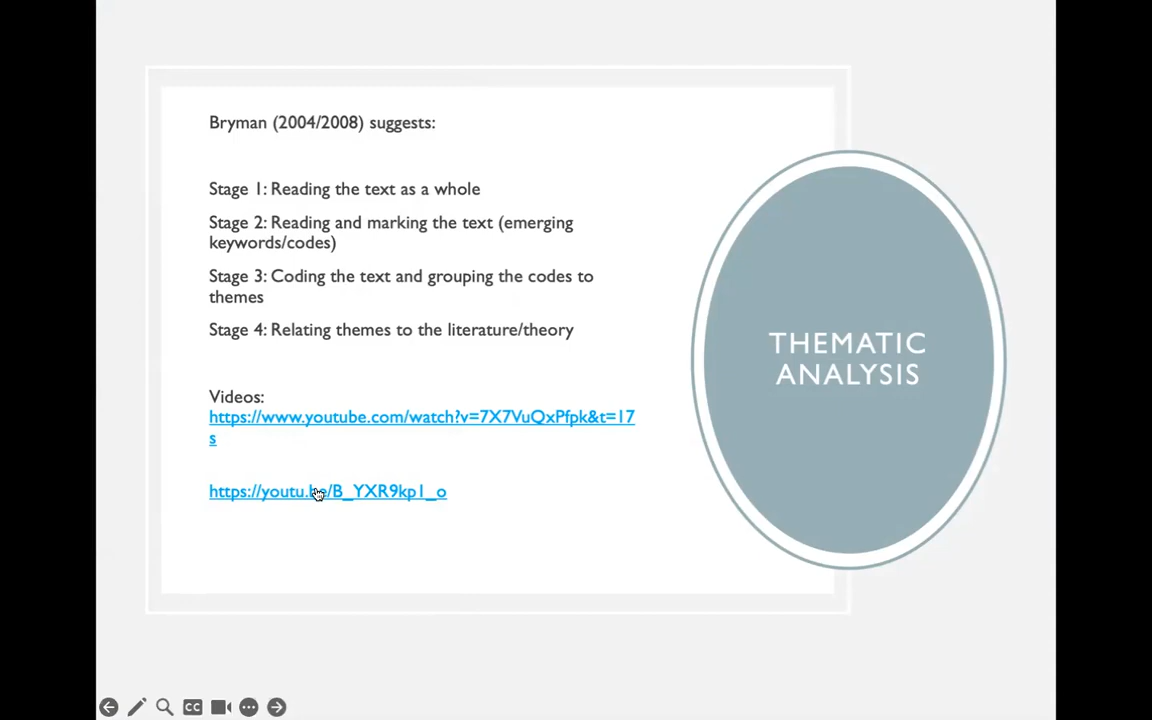 Bryman (2004/2008) suggests:
Stage 1: Reading the text as a whole
Stage 2: Reading and marking the text (emerging
keywords/codes)
Stage 3: Coding the text and grouping the codes to
themes
Stage 4: Relating themes to the literature/theory
Videos:
https://www.youtube.com/watch?v=7X7VuQxPfpk&t=17
s
https://youtu.be/B_YXR9kp1_o
THEMATIC
ANALYSIS
CC